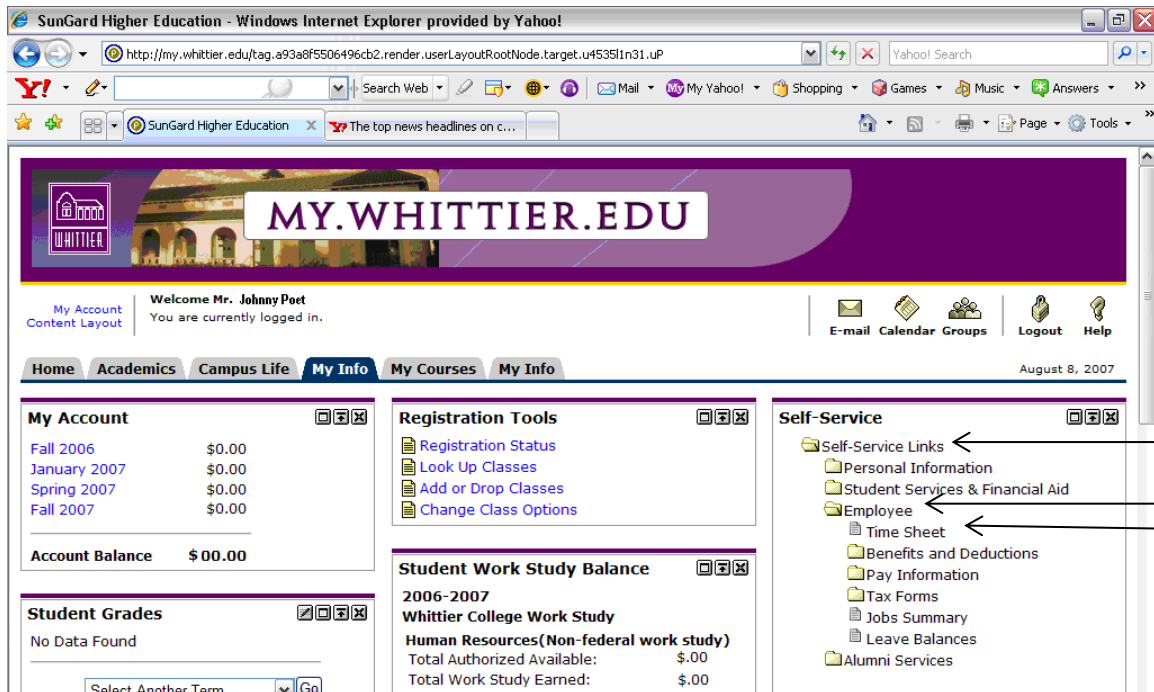 SunGard Higher Education - Windows Internet Explorer provided by Yahoo!
http://my.whittier.edu/tag.a93a8f5506496cb2.render.userLayoutRootNode.target.u4535l1n31.uP
Yahoo! Search
Y! Search Web Mail My Yahoo! Shopping Games Music Answers
SunGard Higher Education X The top news headlines on c... Page Tools
WHITTIER
MY.WHITTIER.EDU
My Account
Content Layout
Welcome Mr. Johnny Poet
You are currently logged in.
E-mail Calendar Groups Logout Help
Home Academics Campus Life My Info My Courses My Info August 8, 2007
My Account
Fall 2006 $0.00
January 2007 $0.00
Spring 2007 $0.00
Fall 2007 $0.00
Account Balance $ 00.00
Student Grades
No Data Found
Select Another Term Go
Registration Tools
Registration Status
Look Up Classes
Add or Drop Classes
Change Class Options
Student Work Study Balance
2006-2007
Whittier College Work Study
Human Resources(Non-federal work study)
Total Authorized Available: $.00
Total Work Study Earned: $.00
Self-Service
Self-Service Links
Personal Information
Student Services & Financial Aid
Employee
Time Sheet
Benefits and Deductions
Pay Information
Tax Forms
Jobs Summary
Leave Balances
Alumni Services